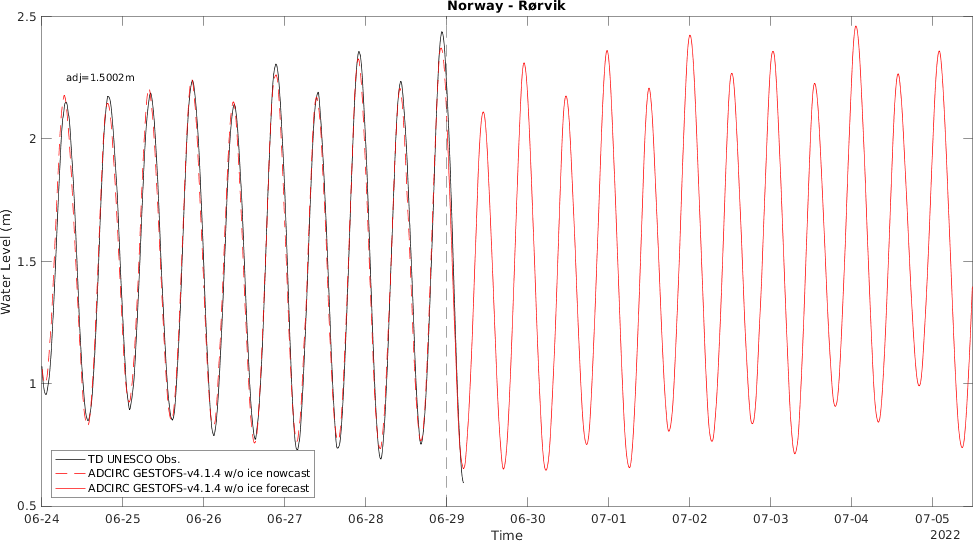 Norway - Rørvik
2.5
adj=1.5002m
2
Water Level (m)
1.5
1
TD UNESCO Obs.
ADCIRC GESTOFS-v4.1.4 w/o ice nowcast
ADCIRC GESTOFS-v4.1.4 w/o ice forecast
0.5
06-24 06-25 06-26 06-27 06-28 06-29 06-30 07-01 07-02 07-03 07-04 07-05
Time 2022